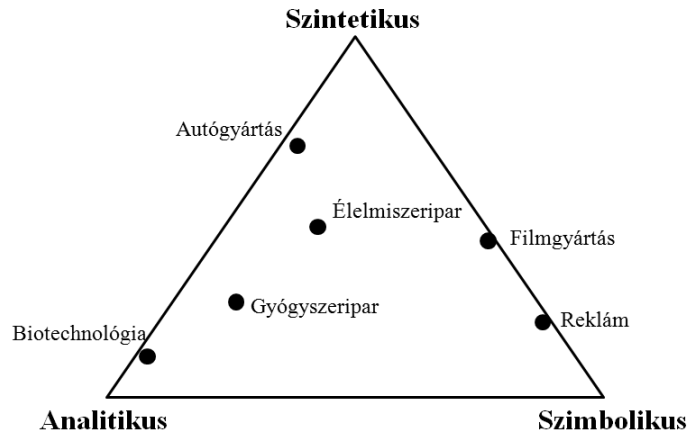 Szintetikus
Autógyártás
Élelmiszeripar
Filmgyártás
Gyógyszeripar
Reklám
Biotechnológia
Analitikus
Szimbolikus